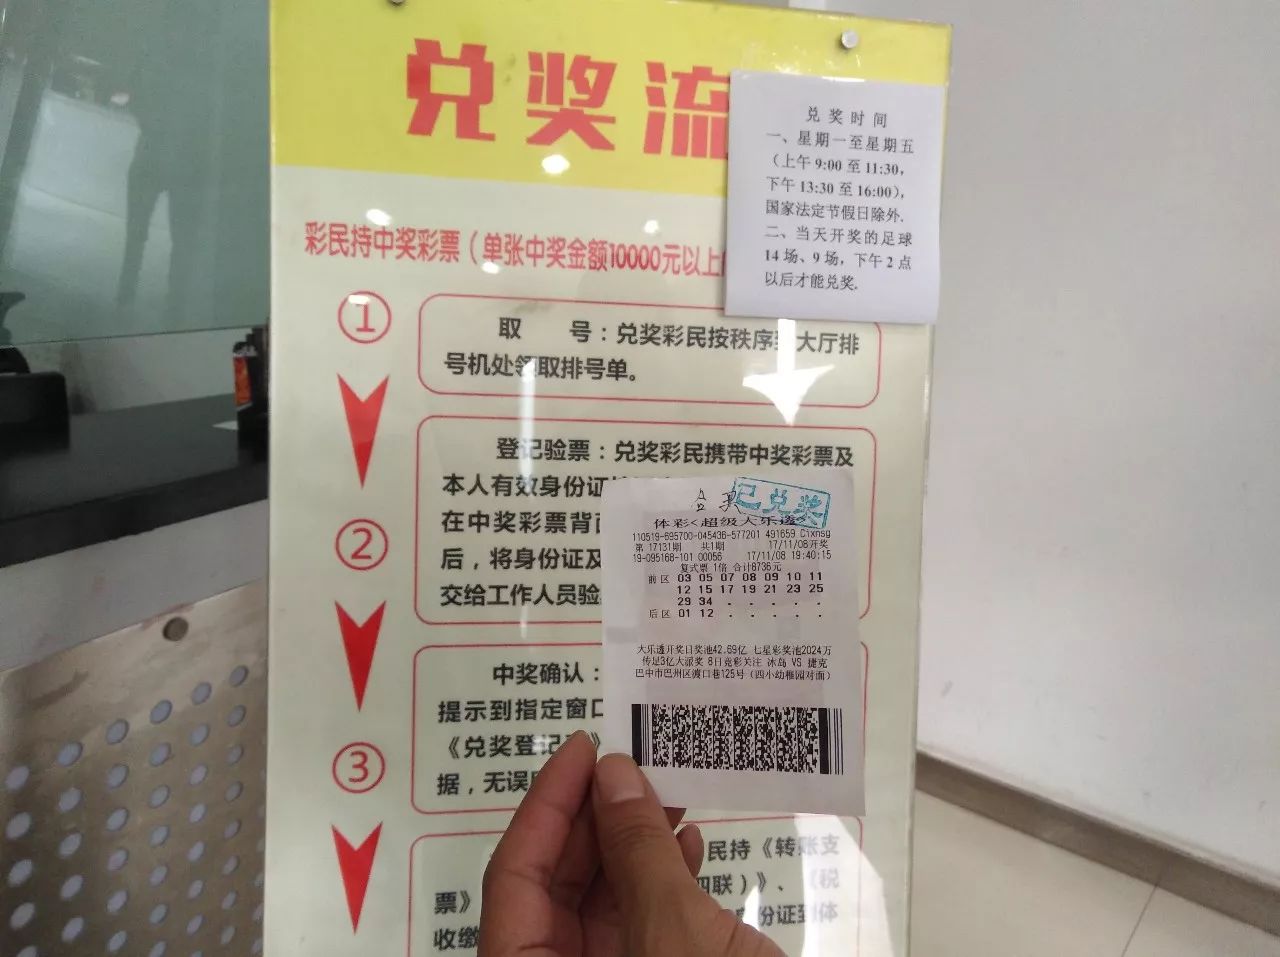 兑奖流
兑奖时间
一、星期一至星期五
（上午9:00至11:30,
下午13:30至16:00),
国家法定节假日除外.
二、当天开奖的足球
14场、9场，下午2点
以后才能兑奖.
彩民持中奖彩票（单张中奖金额10000元以上
①
取 号：兑奖彩民按秩序到大厅排
号机处领取排号单。
②
登记验票：兑奖彩民携带中奖彩票及
本人有效身份证
在中奖彩票背面
后，将身份证及
交给工作人员验
③
中奖确认：
提示到指定窗口
《兑奖登记表》
据，无误
民持《转账支
票》
四联）》、《税
收缴
身份证到体
已兑奖
体彩<超级大乐透>
110519-695700-045436-577201 491659 Cixnsg
第 17131期 共1期 17/11/08开奖
19-095168-101 00056 17/11/08 19:40:15
复式票 1倍 合计6736元
前区 03 05 07 08 09 10 11
12 15 17 19 21 23 25
29 34 . . . . .
后区 01 12 . . . . .
大乐透开奖日奖池42.69亿 七星彩奖池2024万
传足3亿大派奖 8日竞彩关注 冰岛 VS 捷克
巴中市巴州区渡口巷125号（四小幼稚园对面）